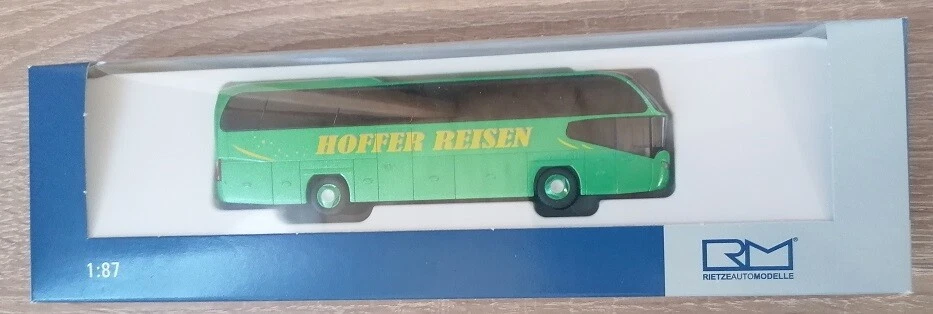 HOFFER REISEN
1:87
RM®
RIETZEAUTOMODELLE